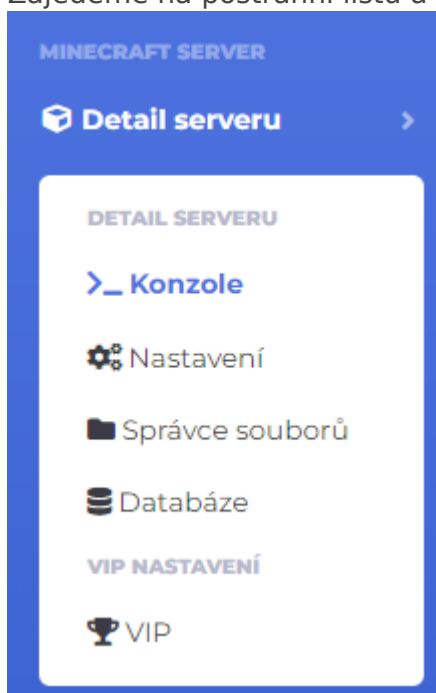 MINECRAFT SERVER
Detail serveru
DETAIL SERVERU
Konzole
Nastavení
Správce souborů
Databáze
VIP NASTAVENÍ
VIP